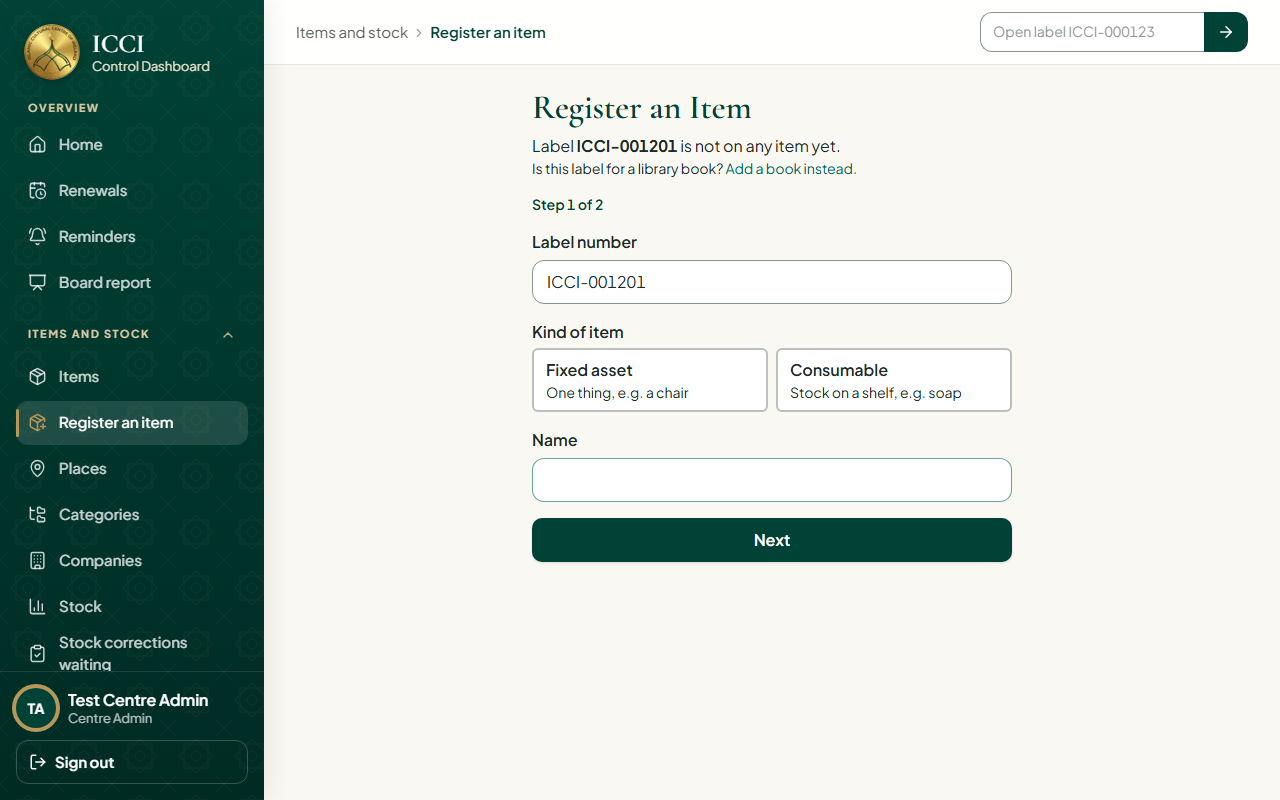 ICCI
Control Dashboard
OVERVIEW
Home
Renewals
Reminders
Board report
ITEMS AND STOCK
Items
Register an item
Places
Categories
Companies
Stock
Stock corrections
waiting
TA
Test Centre Admin
Centre Admin
Sign out
Items and stock > Register an item
Open label ICCI-000123
Register an Item
Label ICCI-001201 is not on any item yet.
Is this label for a library book? Add a book instead.
Step 1 of 2
Label number
ICCI-001201
Kind of item
Fixed asset
One thing, e.g. a chair
Consumable
Stock on a shelf, e.g. soap
Name
Next